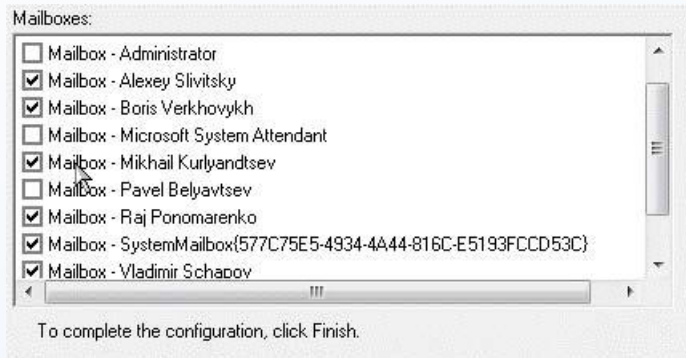 Mailboxes:
Mailbox - Administrator
Mailbox - Alexey Slivitsky
Mailbox - Boris Verkhovykh
Mailbox - Microsoft System Attendant
Mailbox - Mikhail Kurlyandtsev
Mailbox - Pavel Belyavtsev
Mailbox - Raj Ponomarenko
Mailbox - SystemMailbox{577C75E5-4934-4A44-816C-E5193FCCD53C}
Mailbox - Vladimir Schapov
To complete the configuration, click Finish.